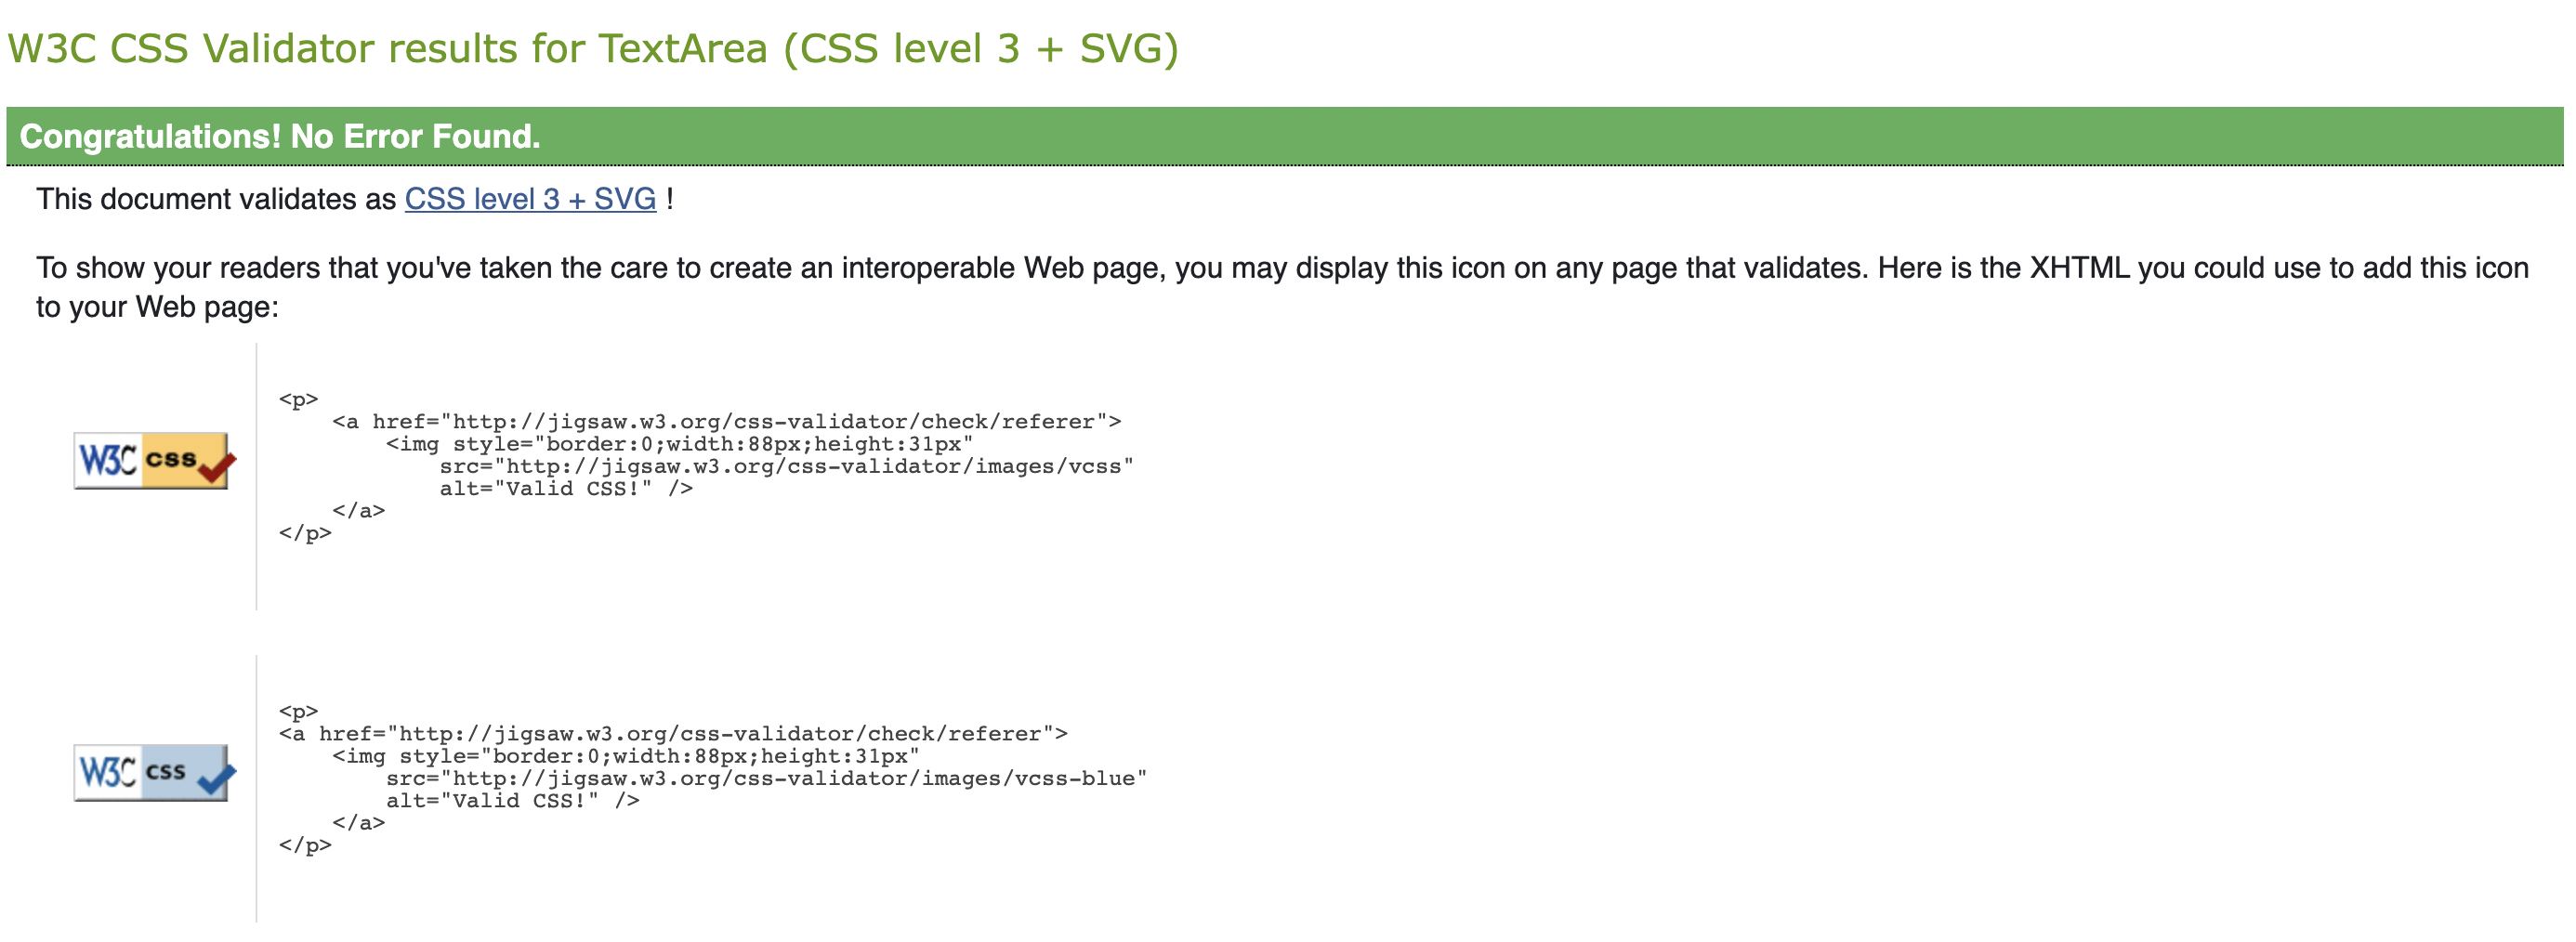 W3C CSS Validator results for TextArea (CSS level 3 + SVG)
Congratulations! No Error Found.
This document validates as CSS level 3 + SVG !
To show your readers that you've taken the care to create an interoperable Web page, you may display this icon on any page that validates. Here is the XHTML you could use to add this icon
to your Web page:
W3C css
<p>
    <a href="http://jigsaw.w3.org/css-validator/check/referer">
        <img style="border:0;width:88px;height:31px"
            src="http://jigsaw.w3.org/css-validator/images/vcss"
            alt="Valid CSS!" />
    </a>
</p>
W3C css
<p>
<a href="http://jigsaw.w3.org/css-validator/check/referer">
    <img style="border:0;width:88px;height:31px"
        src="http://jigsaw.w3.org/css-validator/images/vcss-blue"
        alt="Valid CSS!" />
    </a>
</p>